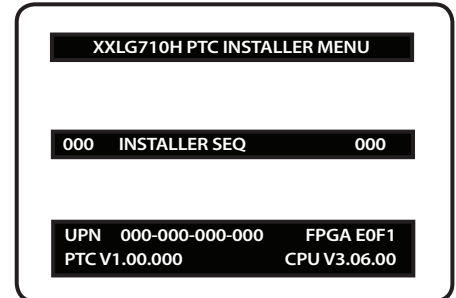 XXLG710H PTC INSTALLER MENU
000 INSTALLER SEQ 000
UPN 000-000-000-000 FPGA E0F1
PTC V1.00.000 CPU V3.06.00